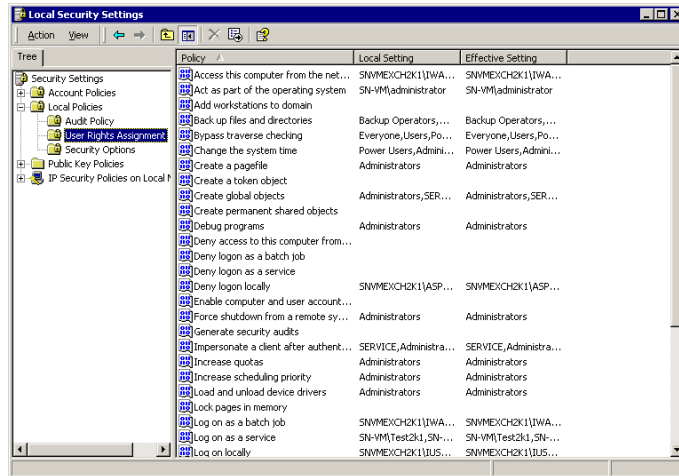 Local Security Settings
Action View
Tree
Security Settings
Account Policies
Local Policies
Audit Policy
User Rights Assignment
Security Options
Public Key Policies
IP Security Policies on Local
Policy Local Setting Effective Setting
Access this computer from the net... SNVMEXCH2K1\IWA... SNVMEXCH2K1\IWA...
Act as part of the operating system SN-VM\administrator SN-VM\administrator
Add workstations to domain
Back up files and directories Backup Operators,... Backup Operators,...
Bypass traverse checking Everyone,Users,Po... Everyone,Users,Po...
Change the system time Power Users,Admini... Power Users,Admini...
Create a pagefile Administrators Administrators
Create a token object
Create global objects Administrators,SER... Administrators,SER...
Create permanent shared objects
Debug programs Administrators Administrators
Deny access to this computer from...
Deny logon as a batch job
Deny logon as a service
Deny logon locally SNVMEXCH2K1\ASP... SNVMEXCH2K1\ASP...
Enable computer and user account...
Force shutdown from a remote sy... Administrators Administrators
Generate security audits
Impersonate a client after authent... SERVICE,Administra... SERVICE,Administra...
Increase quotas Administrators Administrators
Increase scheduling priority Administrators Administrators
Load and unload device drivers Administrators Administrators
Lock pages in memory
Log on as a batch job SNVMEXCH2K1\IWA... SNVMEXCH2K1\IWA...
Log on as a service SN-VM\Test2k1,SN-... SN-VM\Test2k1,SN-...
Log on locally SNVMEXCH2K1\IUS... SNVMEXCH2K1\IUS...